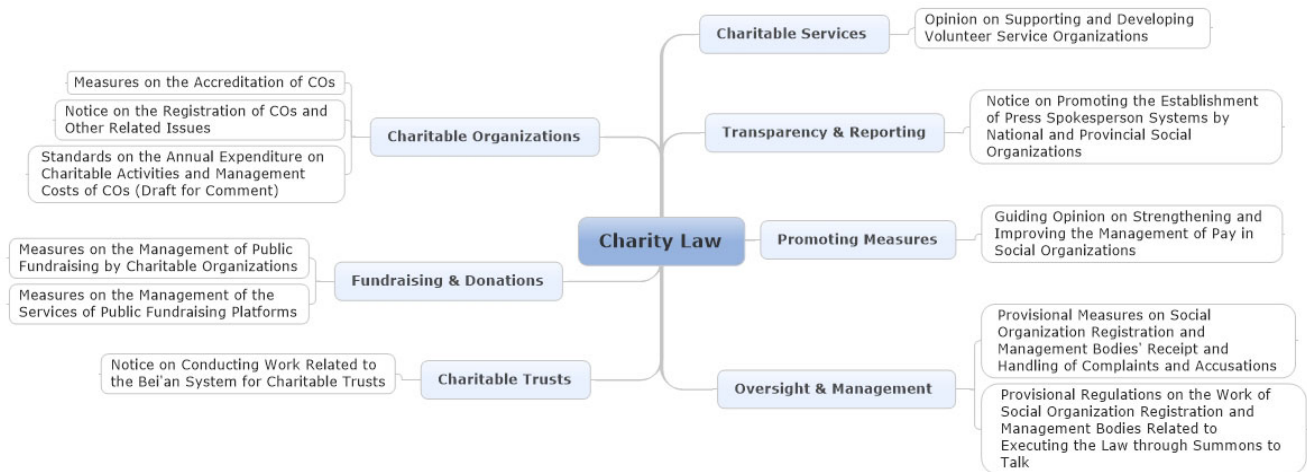 Charity Law
Charitable Organizations
Measures on the Accreditation of COs
Notice on the Registration of COs and
Other Related Issues
Standards on the Annual Expenditure on
Charitable Activities and Management
Costs of COs (Draft for Comment)
Fundraising & Donations
Measures on the Management of Public
Fundraising by Charitable Organizations
Measures on the Management of the
Services of Public Fundraising Platforms
Charitable Trusts
Notice on Conducting Work Related to
the Bei'an System for Charitable Trusts
Charitable Services
Opinion on Supporting and Developing
Volunteer Service Organizations
Transparency & Reporting
Notice on Promoting the Establishment
of Press Spokesperson Systems by
National and Provincial Social
Organizations
Promoting Measures
Guiding Opinion on Strengthening and
Improving the Management of Pay in
Social Organizations
Oversight & Management
Provisional Measures on Social
Organization Registration and
Management Bodies' Receipt and
Handling of Complaints and Accusations
Provisional Regulations on the Work of
Social Organization Registration and
Management Bodies Related to
Executing the Law through Summons to
Talk